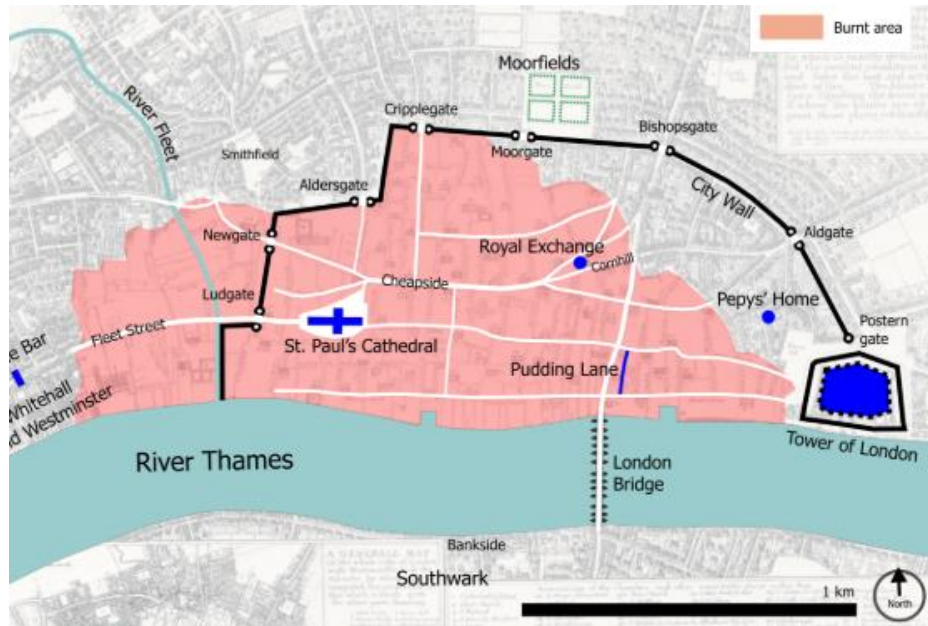 Burnt area
Moorfields
River Fleet
Cripplegate
Bishopsgate
Moorgate
Smithfield
City Wall
Aldersgate
Newgate
Aldgate
Royal Exchange
Cornhill
Cheapside
Ludgate
Pepys' Home
Fleet Street
St. Paul's Cathedral
Postern
gate
Pudding Lane
e Bar
Whitehall
d Westminster
Tower of London
River Thames
London
Bridge
Bankside
Southwark
1 km
North